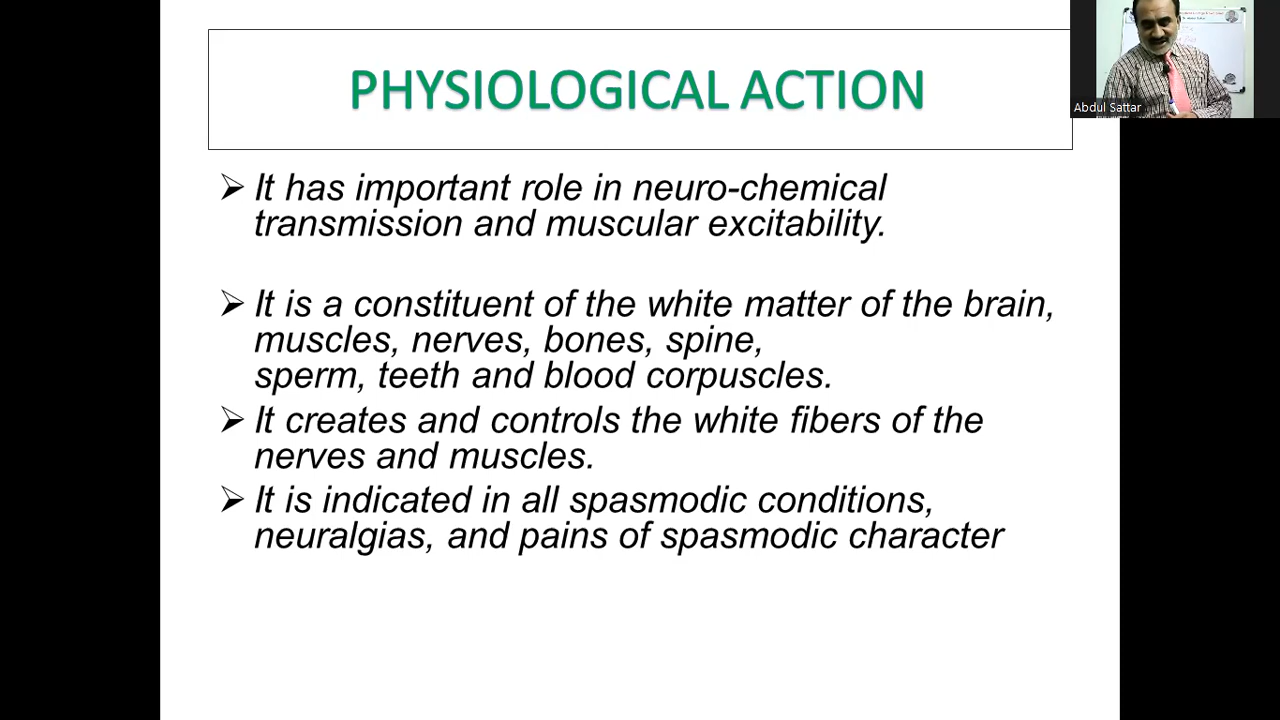 PHYSIOLOGICAL ACTION
Abdul Sattar
It has important role in neuro-chemical
transmission and muscular excitability.
It is a constituent of the white matter of the brain,
muscles, nerves, bones, spine,
sperm, teeth and blood corpuscles.
It creates and controls the white fibers of the
nerves and muscles.
It is indicated in all spasmodic conditions,
neuralgias, and pains of spasmodic character